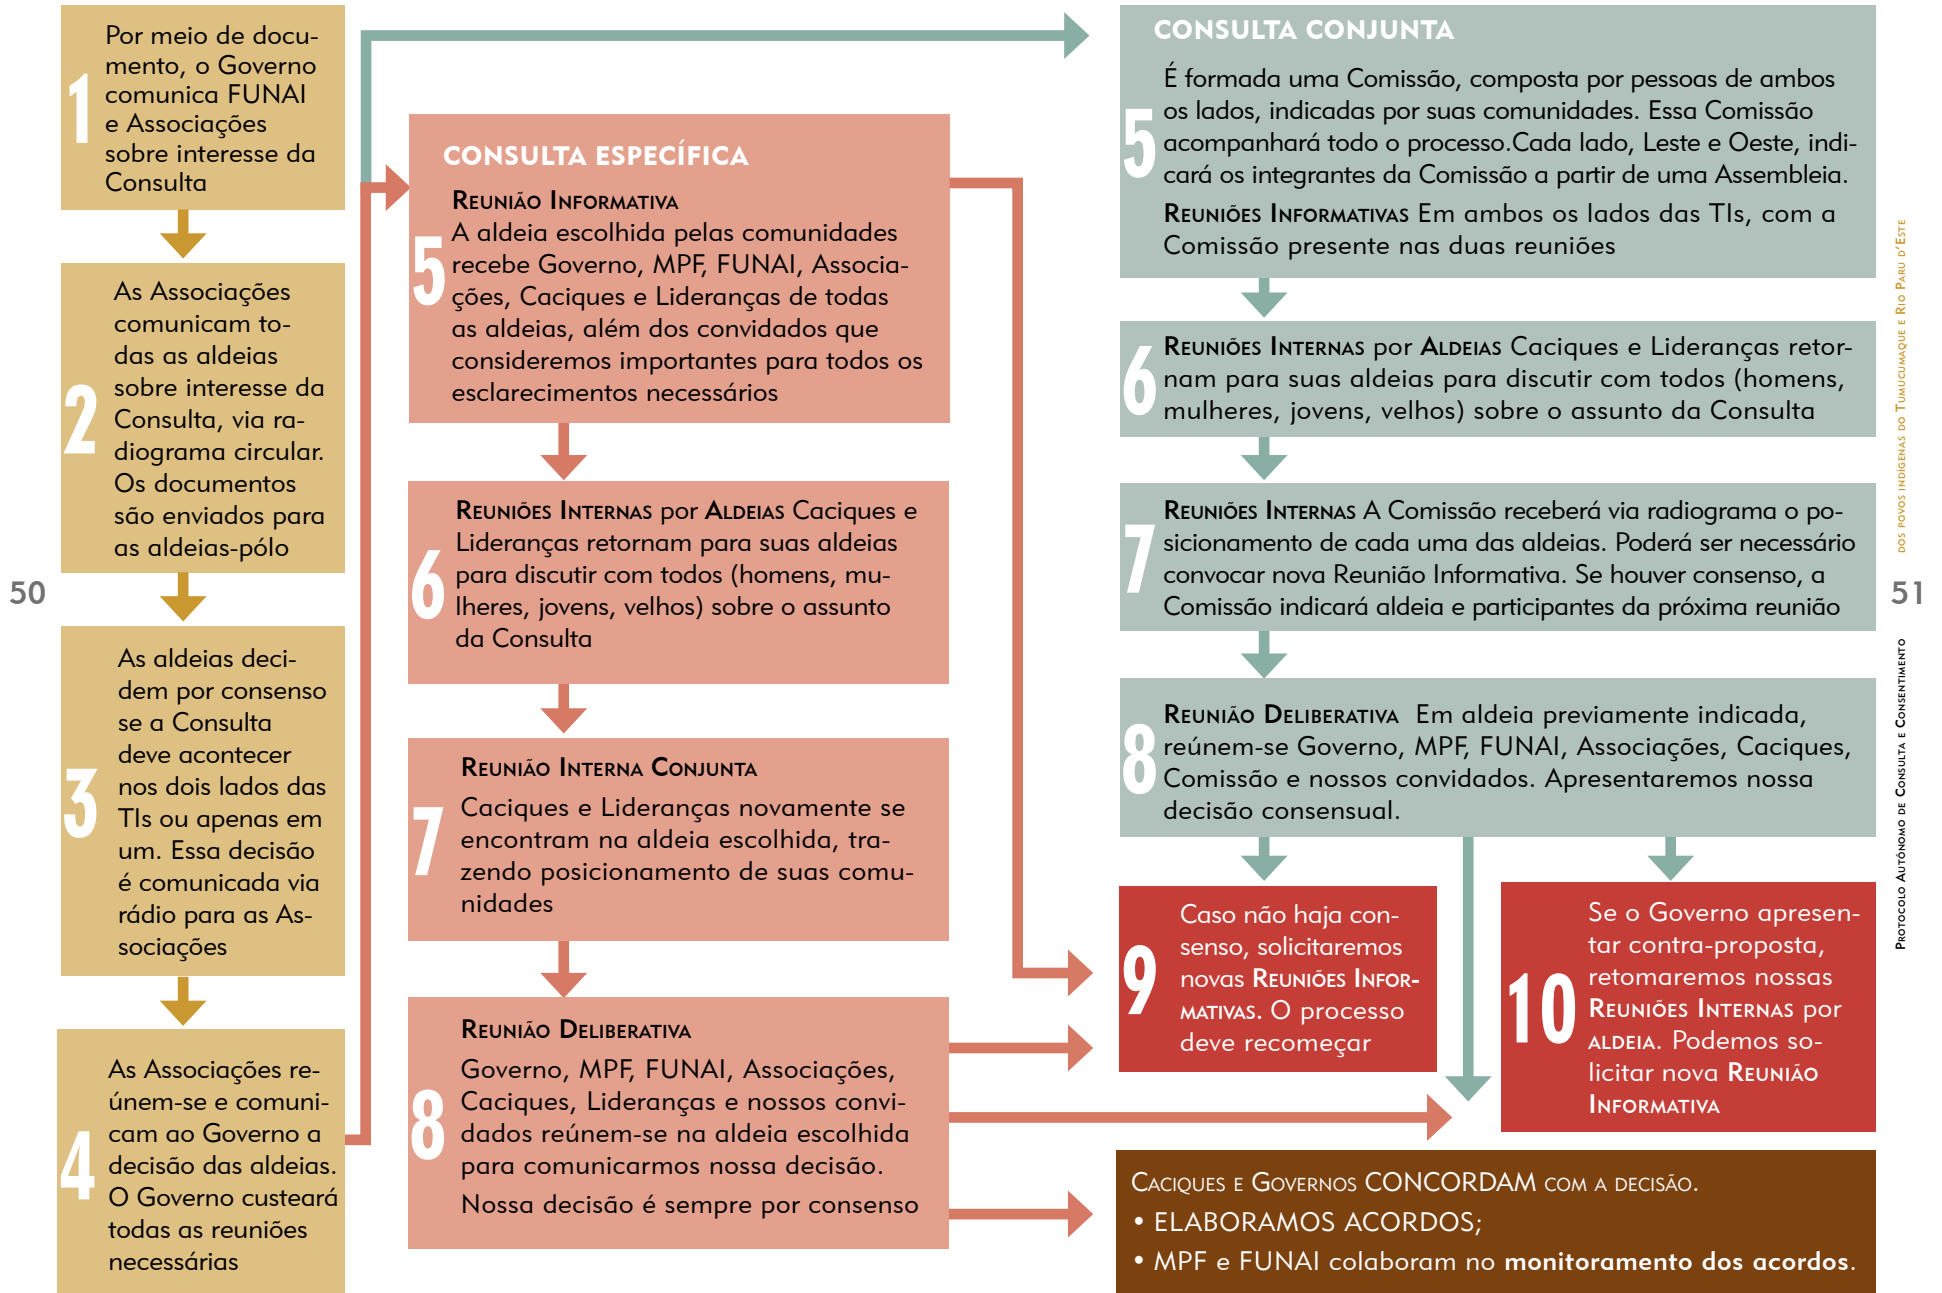 1
Por meio de docu-
mento, o Governo
comunica FUNAI
e Associações
sobre interesse da
Consulta
2
As Associações
comunicam to-
das as aldeias
sobre interesse da
Consulta, via ra-
diograma circular.
Os documentos
são enviados para
as aldeias-pólo
3
As aldeias deci-
dem por consenso
se a Consulta
deve acontecer
nos dois lados das
TIs ou apenas em
um. Essa decisão
é comunicada via
rádio para as As-
sociações
4
As Associações re-
únem-se e comuni-
cam ao Governo a
decisão das aldeias.
O Governo custeará
todas as reuniões
necessárias
50
CONSULTA ESPECÍFICA
5
Reunião Informativa
A aldeia escolhida pelas comunidades
recebe Governo, MPF, FUNAI, Associa-
ções, Caciques e Lideranças de todas
as aldeias, além dos convidados que
consideremos importantes para todos os
esclarecimentos necessários
6
Reuniões Internas por Aldeias Caciques e
Lideranças retornam para suas aldeias
para discutir com todos (homens, mu-
lheres, jovens, velhos) sobre o assunto
da Consulta
7
Reunião Interna Conjunta
Caciques e Lideranças novamente se
encontram na aldeia escolhida, tra-
zendo posicionamento de suas comu-
nidades
8
Reunião Deliberativa
Governo, MPF, FUNAI, Associações,
Caciques, Lideranças e nossos convi-
dados reúnem-se na aldeia escolhida
para comunicarmos nossa decisão.
Nossa decisão é sempre por consenso
CONSULTA CONJUNTA
5
É formada uma Comissão, composta por pessoas de ambos
os lados, indicadas por suas comunidades. Essa Comissão
acompanhará todo o processo.Cada lado, Leste e Oeste, indi-
cará os integrantes da Comissão a partir de uma Assembleia.
Reuniões Informativas Em ambos os lados das TIs, com a
Comissão presente nas duas reuniões
6
Reuniões Internas por Aldeias Caciques e Lideranças retor-
nam para suas aldeias para discutir com todos (homens,
mulheres, jovens, velhos) sobre o assunto da Consulta
7
Reuniões Internas A Comissão receberá via radiograma o po-
sicionamento de cada uma das aldeias. Poderá ser necessário
convocar nova Reunião Informativa. Se houver consenso, a
Comissão indicará aldeia e participantes da próxima reunião
8
Reunião Deliberativa Em aldeia previamente indicada,
reúnem-se Governo, MPF, FUNAI, Associações, Caciques,
Comissão e nossos convidados. Apresentaremos nossa
decisão consensual.
9
Caso não haja con-
senso, solicitaremos
novas Reuniões Infor-
mativas. O processo
deve recomeçar
10
Se o Governo apresen-
tar contra-proposta,
retomaremos nossas
Reuniões Internas por
aldeia. Podemos so-
licitar nova Reunião
Informativa
Caciques e Governos CONCORDAM com a decisão.
• ELABORAMOS ACORDOS;
• MPF e FUNAI colaboram no monitoramento dos acordos.
dos povos indígenas do Tumucumaque e Rio Paru d'Este
51
Protocolo Autônomo de Consulta e Consentimento